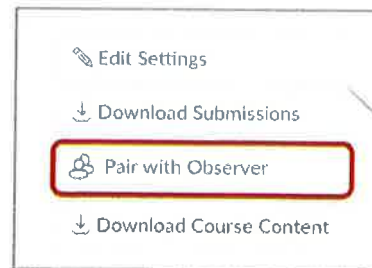 Edit Settings
Download Submissions
Pair with Observer
Download Course Content